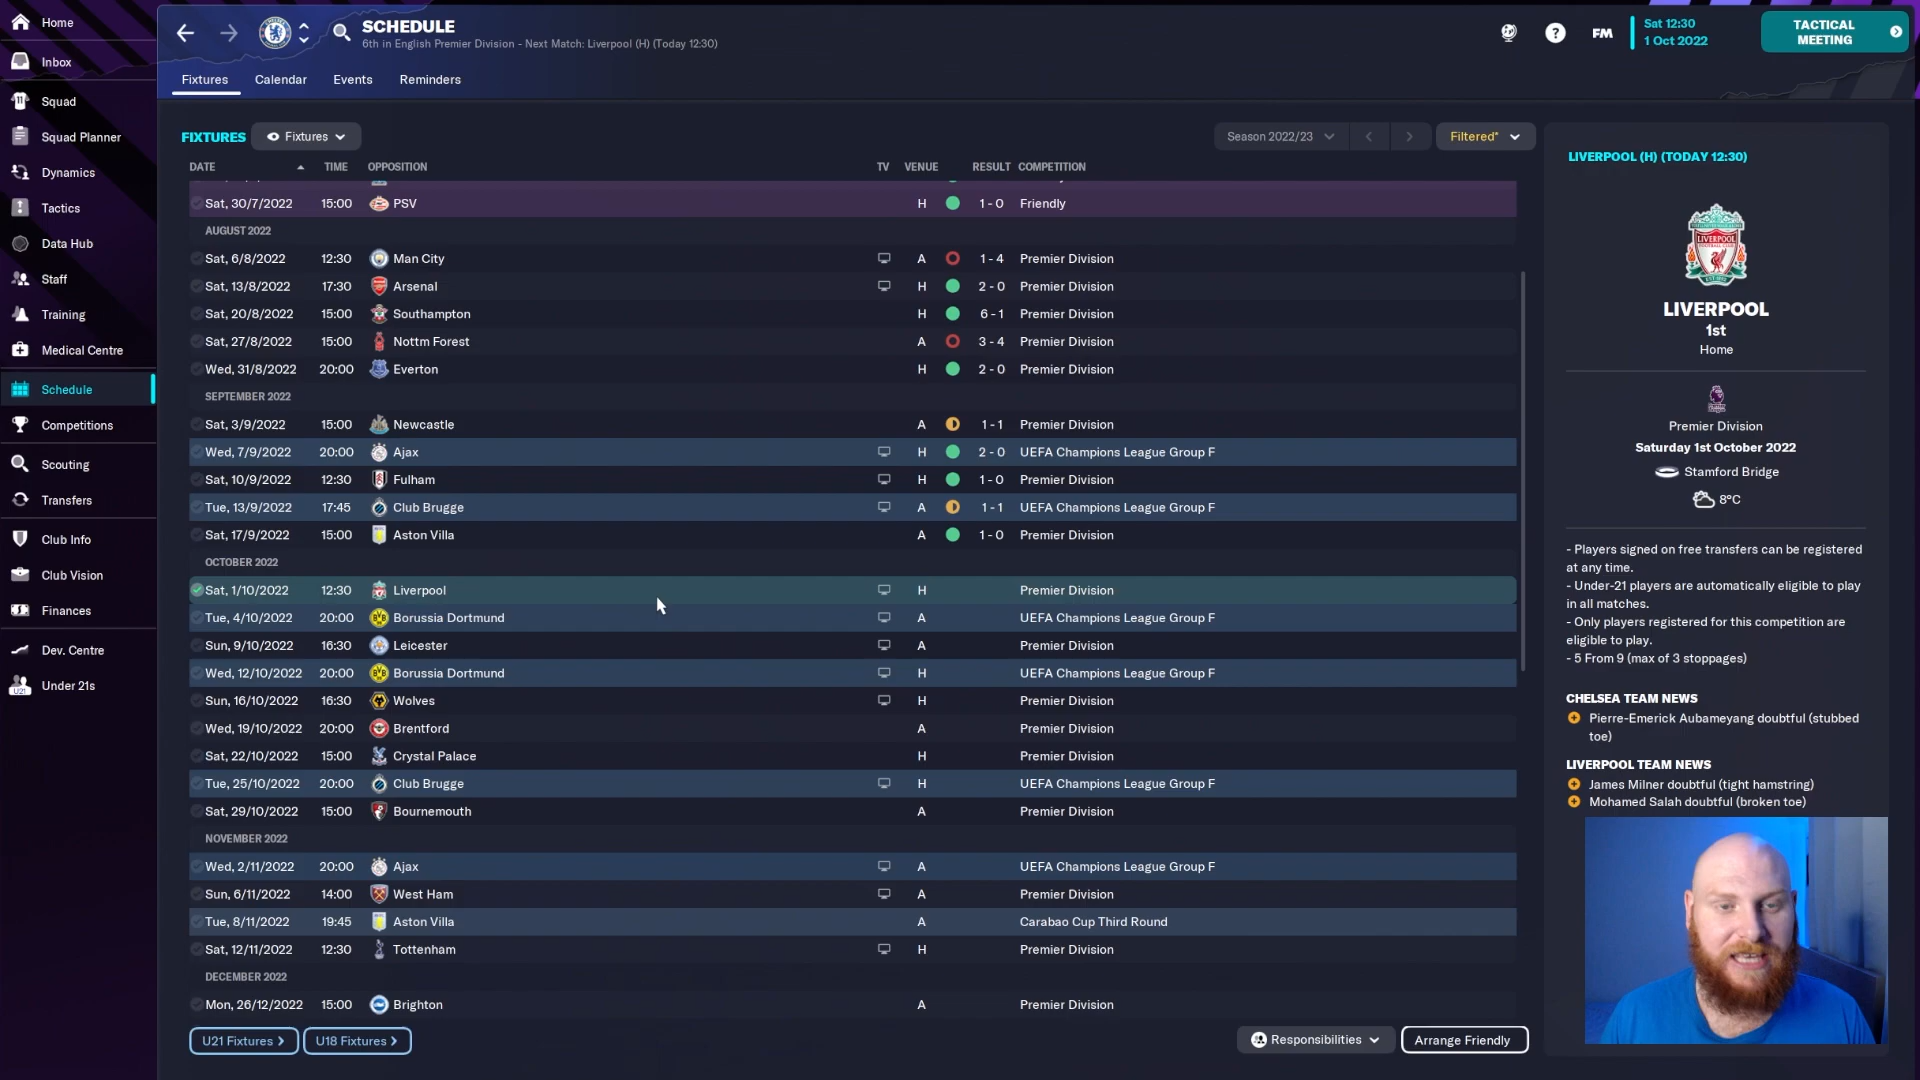 Home
Inbox
Squad
Squad Planner
Dynamics
Tactics
Data Hub
Staff
Training
Medical Centre
Schedule
Competitions
Scouting
Transfers
Club Info
Club Vision
Finances
Dev. Centre
Under 21s
SCHEDULE
6th in English Premier Division - Next Match: Liverpool (H) (Today 12:30)
FM
Sat 12:30
1 Oct 2022
TACTICAL
MEETING
Fixtures Calendar Events Reminders
FIXTURES Fixtures Season 2022/23 Filtered*
DATE TIME OPPOSITION TV VENUE RESULT COMPETITION
Sat, 30/7/2022 15:00 PSV H 1 - 0 Friendly
AUGUST 2022
Sat, 6/8/2022 12:30 Man City A 1 - 4 Premier Division
Sat, 13/8/2022 17:30 Arsenal H 2 - 0 Premier Division
Sat, 20/8/2022 15:00 Southampton H 6 - 1 Premier Division
Sat, 27/8/2022 15:00 Nottm Forest A 3 - 4 Premier Division
Wed, 31/8/2022 20:00 Everton H 2 - 0 Premier Division
SEPTEMBER 2022
Sat, 3/9/2022 15:00 Newcastle A 1 - 1 Premier Division
Wed, 7/9/2022 20:00 Ajax H 2 - 0 UEFA Champions League Group F
Sat, 10/9/2022 12:30 Fulham H 1 - 0 Premier Division
Tue, 13/9/2022 17:45 Club Brugge A 1 - 1 UEFA Champions League Group F
Sat, 17/9/2022 15:00 Aston Villa A 1 - 0 Premier Division
OCTOBER 2022
Sat, 1/10/2022 12:30 Liverpool H Premier Division
Tue, 4/10/2022 20:00 Borussia Dortmund A UEFA Champions League Group F
Sun, 9/10/2022 16:30 Leicester A Premier Division
Wed, 12/10/2022 20:00 Borussia Dortmund H UEFA Champions League Group F
Sun, 16/10/2022 16:30 Wolves H Premier Division
Wed, 19/10/2022 20:00 Brentford A Premier Division
Sat, 22/10/2022 15:00 Crystal Palace H Premier Division
Tue, 25/10/2022 20:00 Club Brugge H UEFA Champions League Group F
Sat, 29/10/2022 15:00 Bournemouth A Premier Division
NOVEMBER 2022
Wed, 2/11/2022 20:00 Ajax A UEFA Champions League Group F
Sun, 6/11/2022 14:00 West Ham A Premier Division
Tue, 8/11/2022 19:45 Aston Villa A Carabao Cup Third Round
Sat, 12/11/2022 12:30 Tottenham H Premier Division
DECEMBER 2022
Mon, 26/12/2022 15:00 Brighton A Premier Division
U21 Fixtures U18 Fixtures Responsibilities Arrange Friendly
LIVERPOOL (H) (TODAY 12:30)
LIVERPOOL
1st
Home
Premier Division
Saturday 1st October 2022
Stamford Bridge
8°C
- Players signed on free transfers can be registered
at any time.
- Under-21 players are automatically eligible to play
in all matches.
- Only players registered for this competition are
eligible to play.
- 5 From 9 (max of 3 stoppages)
CHELSEA TEAM NEWS
Pierre-Emerick Aubameyang doubtful (stubbed
toe)
LIVERPOOL TEAM NEWS
James Milner doubtful (tight hamstring)
Mohamed Salah doubtful (broken toe)